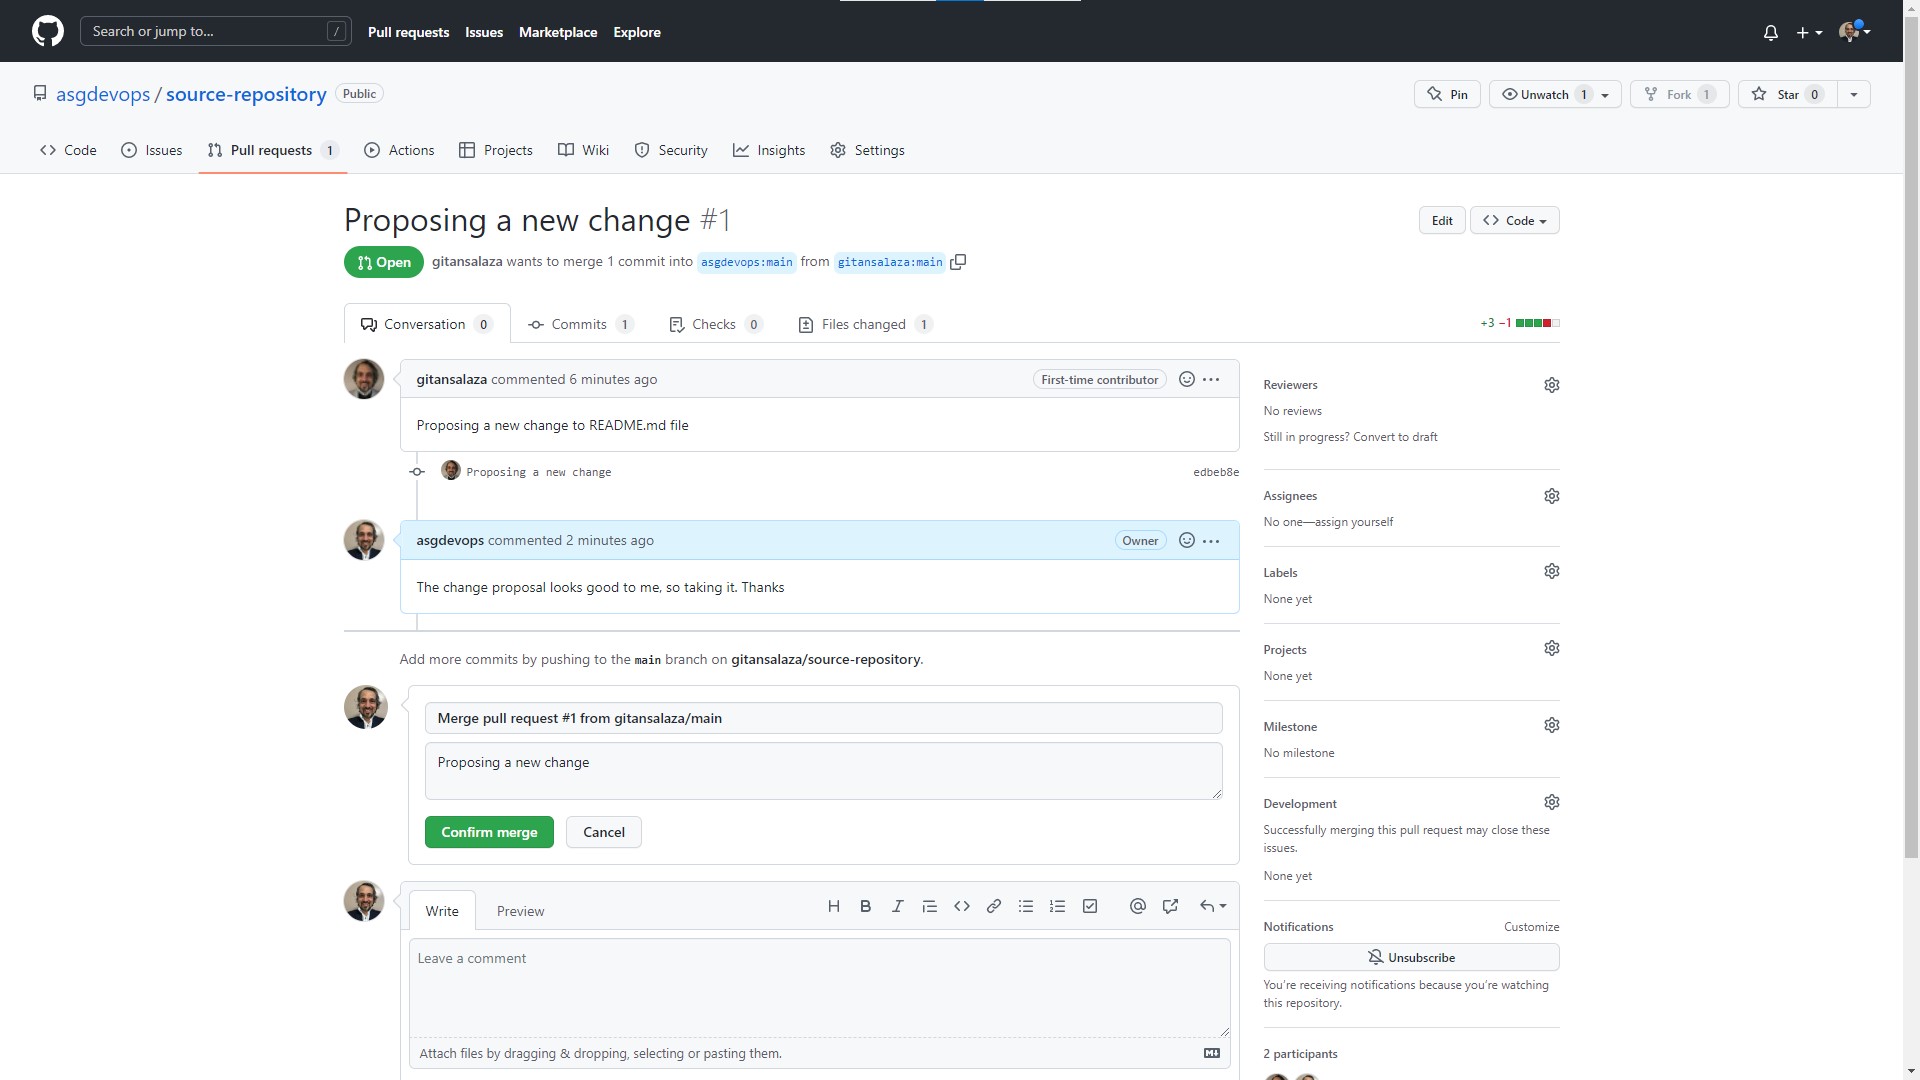 Search or jump to... /
Pull requests Issues Marketplace Explore
asgdevops / source-repository Public
Pin Unwatch 1 Fork 1 Star 0
Code Issues Pull requests 1 Actions Projects Wiki Security Insights Settings
Proposing a new change #1
Edit Code
Open gitansalaza wants to merge 1 commit into asgdevops:main from gitansalaza:main
Conversation 0 Commits 1 Checks 0 Files changed 1 +3 −1
gitansalaza commented 6 minutes ago First-time contributor
Proposing a new change to README.md file
Proposing a new change edbeb8e
asgdevops commented 2 minutes ago Owner
The change proposal looks good to me, so taking it. Thanks
Add more commits by pushing to the main branch on gitansalaza/source-repository.
Merge pull request #1 from gitansalaza/main
Proposing a new change
Confirm merge Cancel
Write Preview H B I
Leave a comment
Attach files by dragging & dropping, selecting or pasting them.
Reviewers
No reviews
Still in progress? Convert to draft
Assignees
No one—assign yourself
Labels
None yet
Projects
None yet
Milestone
No milestone
Development
Successfully merging this pull request may close these
issues.
None yet
Notifications Customize
Unsubscribe
You're receiving notifications because you're watching
this repository.
2 participants